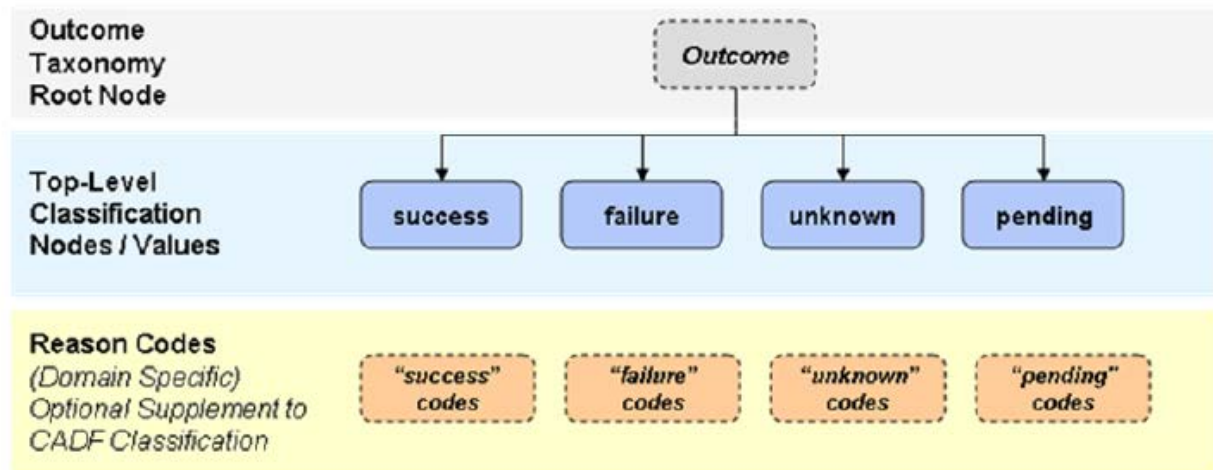 Outcome
Taxonomy
Root Node
Outcome
Top-Level
Classification
Nodes / Values
success
failure
unknown
pending
Reason Codes
(Domain Specific)
Optional Supplement to
CADF Classification
“success”
codes
“failure”
codes
“unknown”
codes
“pending”
codes